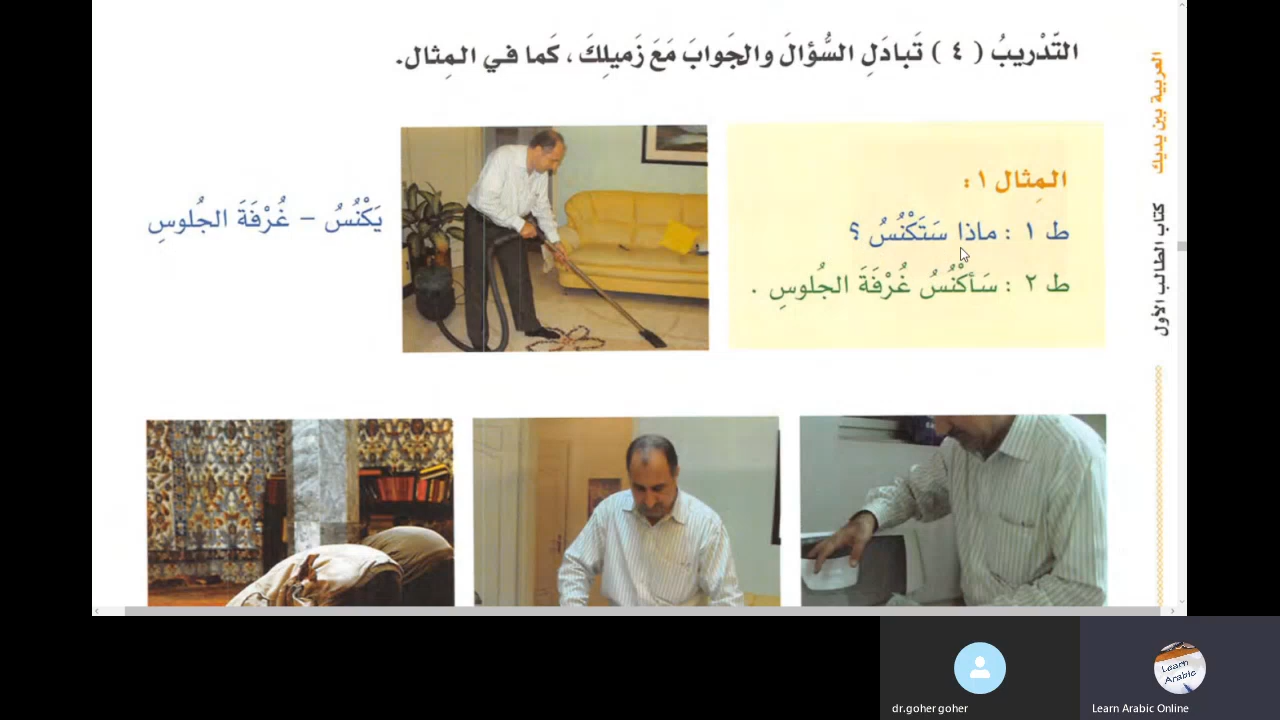 التّدْريبُ ( ٤ ) تَبادَلِ السُّؤالَ والجَوابَ مَعَ زَميلِكَ ، كَما في المِثال.
المِثال ١ :
ط ١ : ماذا سَتَكْنُسُ ؟
ط ٢ : سَأكْنُسُ غُرْفَةَ الجُلوسِ .
يَكْنُسُ – غُرْفَةَ الجُلوسِ
العربية بين يديك
كتاب الطالب الأول
Learn
Arabic
dr.goher goher
Learn Arabic Online